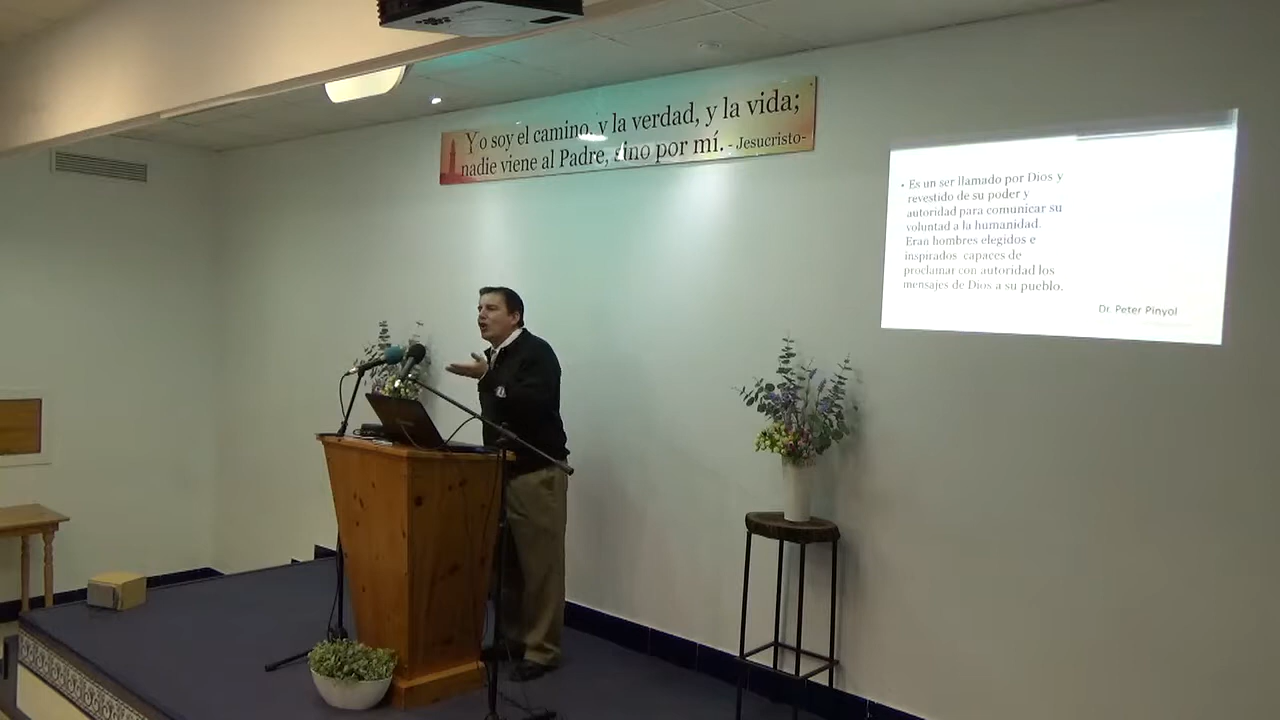 Yo soy el camino, y la verdad, y la vida;
nadie viene al Padre, sino por mí. - Jesucristo-
• Es un ser llamado por Dios y
revestido de su poder y
autoridad para comunicar su
voluntad a la humanidad.
Eran hombres elegidos e
inspirados capaces de
proclamar con autoridad los
mensajes de Dios a su pueblo.
Dr. Peter Pinyol